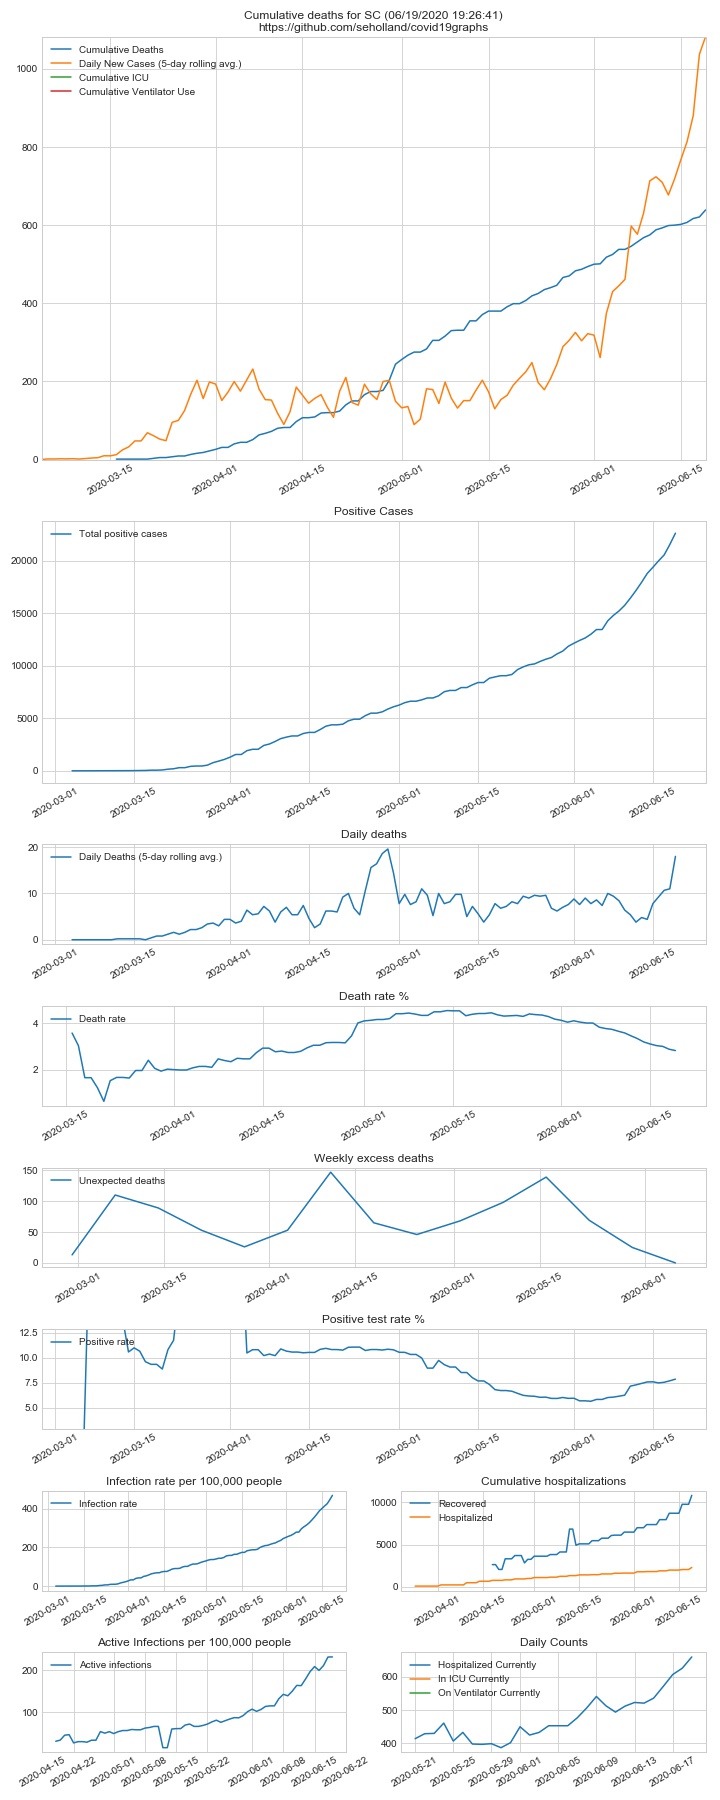 Cumulative deaths for SC (06/19/2020 19:26:41)
https://github.com/seholland/covid19graphs
Cumulative Deaths
Daily New Cases (5-day rolling avg.)
Cumulative ICU
Cumulative Ventilator Use
1000
800
600
400
200
0
2020-03-15 2020-04-01 2020-04-15 2020-05-01 2020-05-15 2020-06-01 2020-06-15
Positive Cases
Total positive cases
20000
15000
10000
5000
0
2020-03-01 2020-03-15 2020-04-01 2020-04-15 2020-05-01 2020-05-15 2020-06-01 2020-06-15
Daily deaths
20
Daily Deaths (5-day rolling avg.)
10
0
2020-03-01 2020-03-15 2020-04-01 2020-04-15 2020-05-01 2020-05-15 2020-06-01 2020-06-15
Death rate %
4
Death rate
2
2020-03-15 2020-04-01 2020-04-15 2020-05-01 2020-05-15 2020-06-01 2020-06-15
Weekly excess deaths
150
Unexpected deaths
100
50
0
2020-03-01 2020-03-15 2020-04-01 2020-04-15 2020-05-01 2020-05-15 2020-06-01
Positive test rate %
12.5
Positive rate
10.0
7.5
5.0
2020-03-01 2020-03-15 2020-04-01 2020-04-15 2020-05-01 2020-05-15 2020-06-01 2020-06-15
Infection rate per 100,000 people
Infection rate
400
200
0
2020-03-01 2020-03-15 2020-04-01 2020-04-15 2020-05-01 2020-05-15 2020-06-01 2020-06-15
Cumulative hospitalizations
10000
Recovered
Hospitalized
5000
0
2020-04-01 2020-04-15 2020-05-01 2020-05-15 2020-06-01 2020-06-15
Active Infections per 100,000 people
Active infections
200
100
2020-04-15 2020-04-22 2020-05-01 2020-05-08 2020-05-15 2020-05-22 2020-06-01 2020-06-08 2020-06-15 2020-06-22
Daily Counts
Hospitalized Currently
In ICU Currently
On Ventilator Currently
600
500
400
2020-05-21 2020-05-25 2020-05-29 2020-06-01 2020-06-05 2020-06-09 2020-06-13 2020-06-17